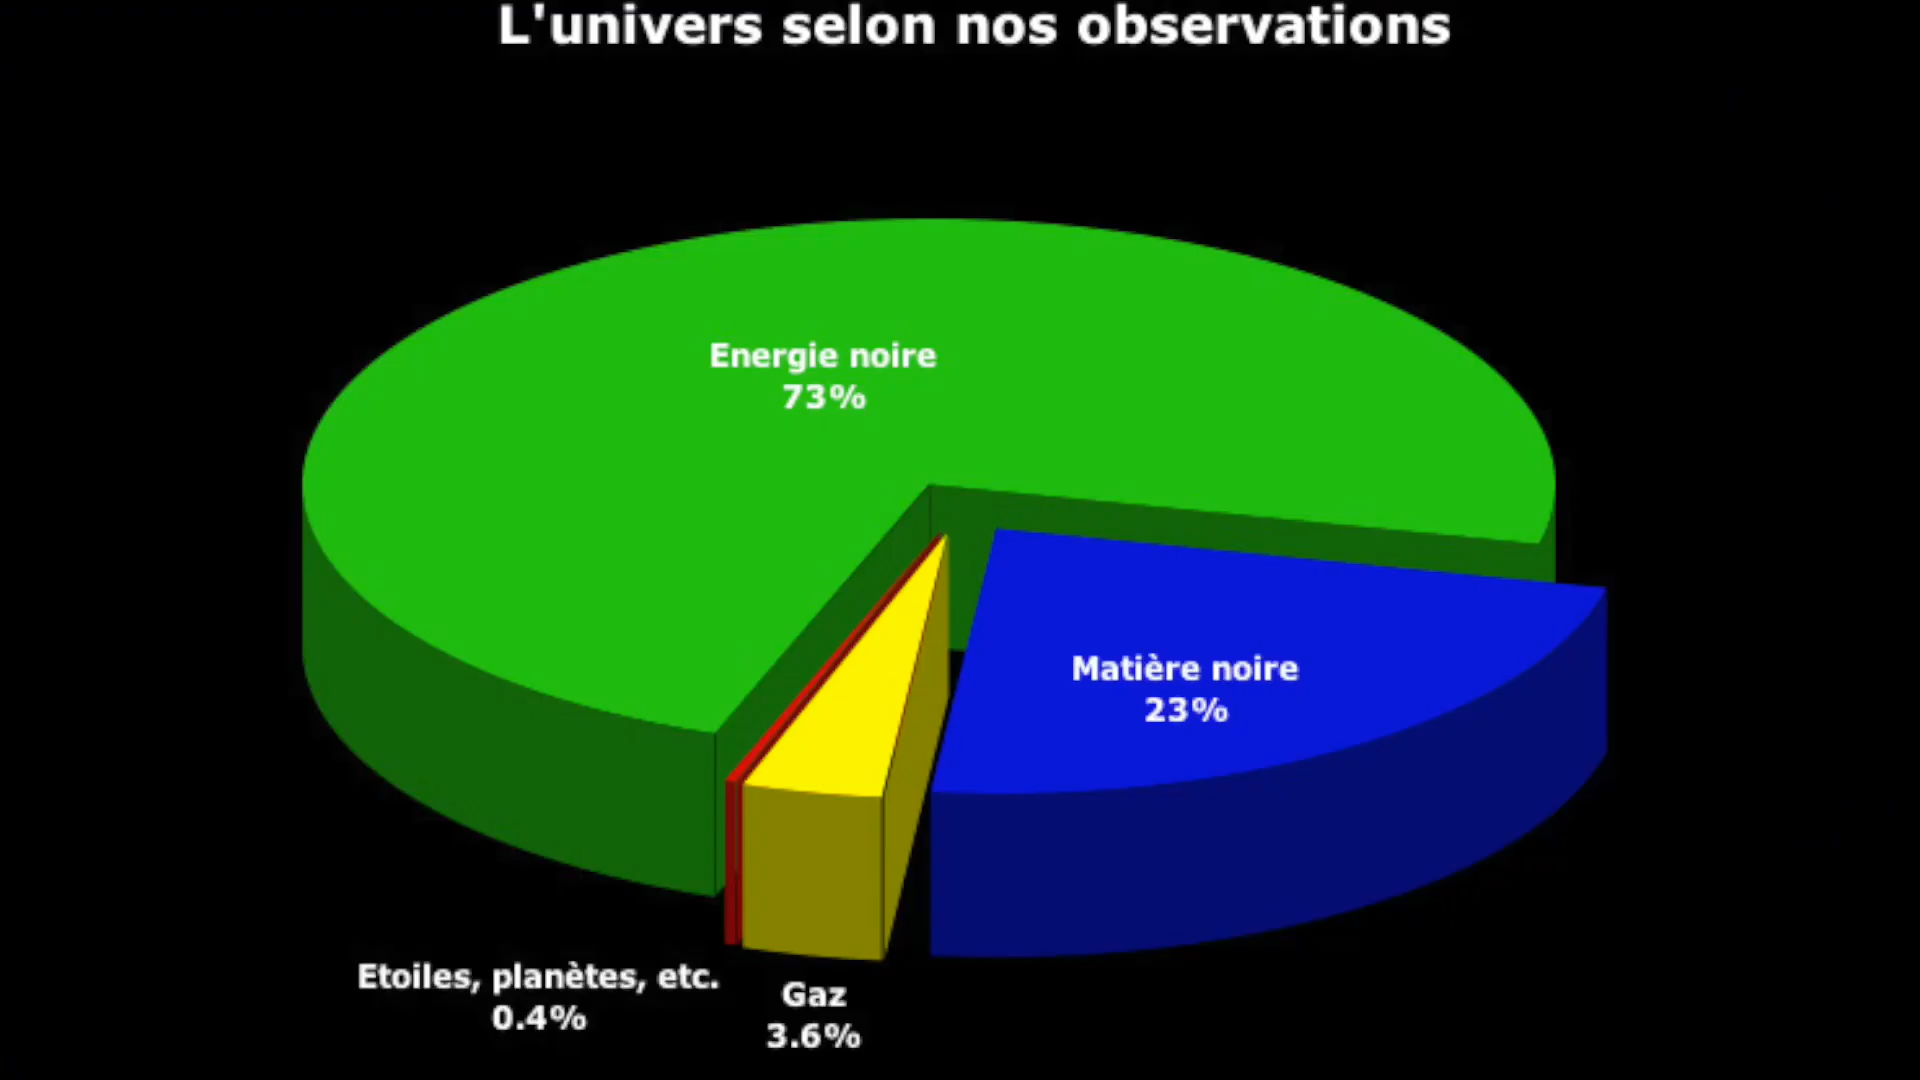 L'univers selon nos observations
Energie noire
73%
Matière noire
23%
Etoiles, planètes, etc.
0.4%
Gaz
3.6%